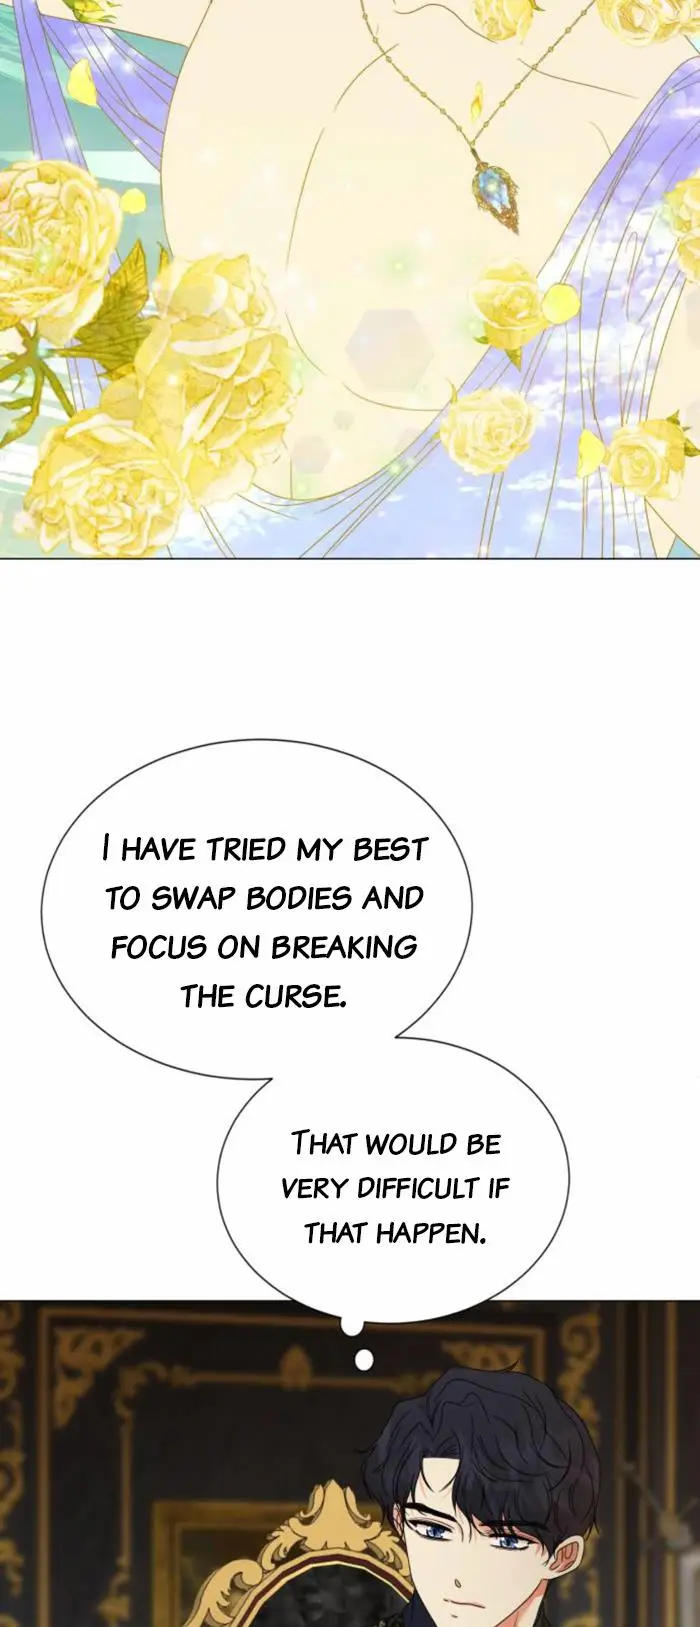 I HAVE TRIED MY BEST
TO SWAP BODIES AND
FOCUS ON BREAKING
THE CURSE.
THAT WOULD BE
VERY DIFFICULT IF
THAT HAPPEN.